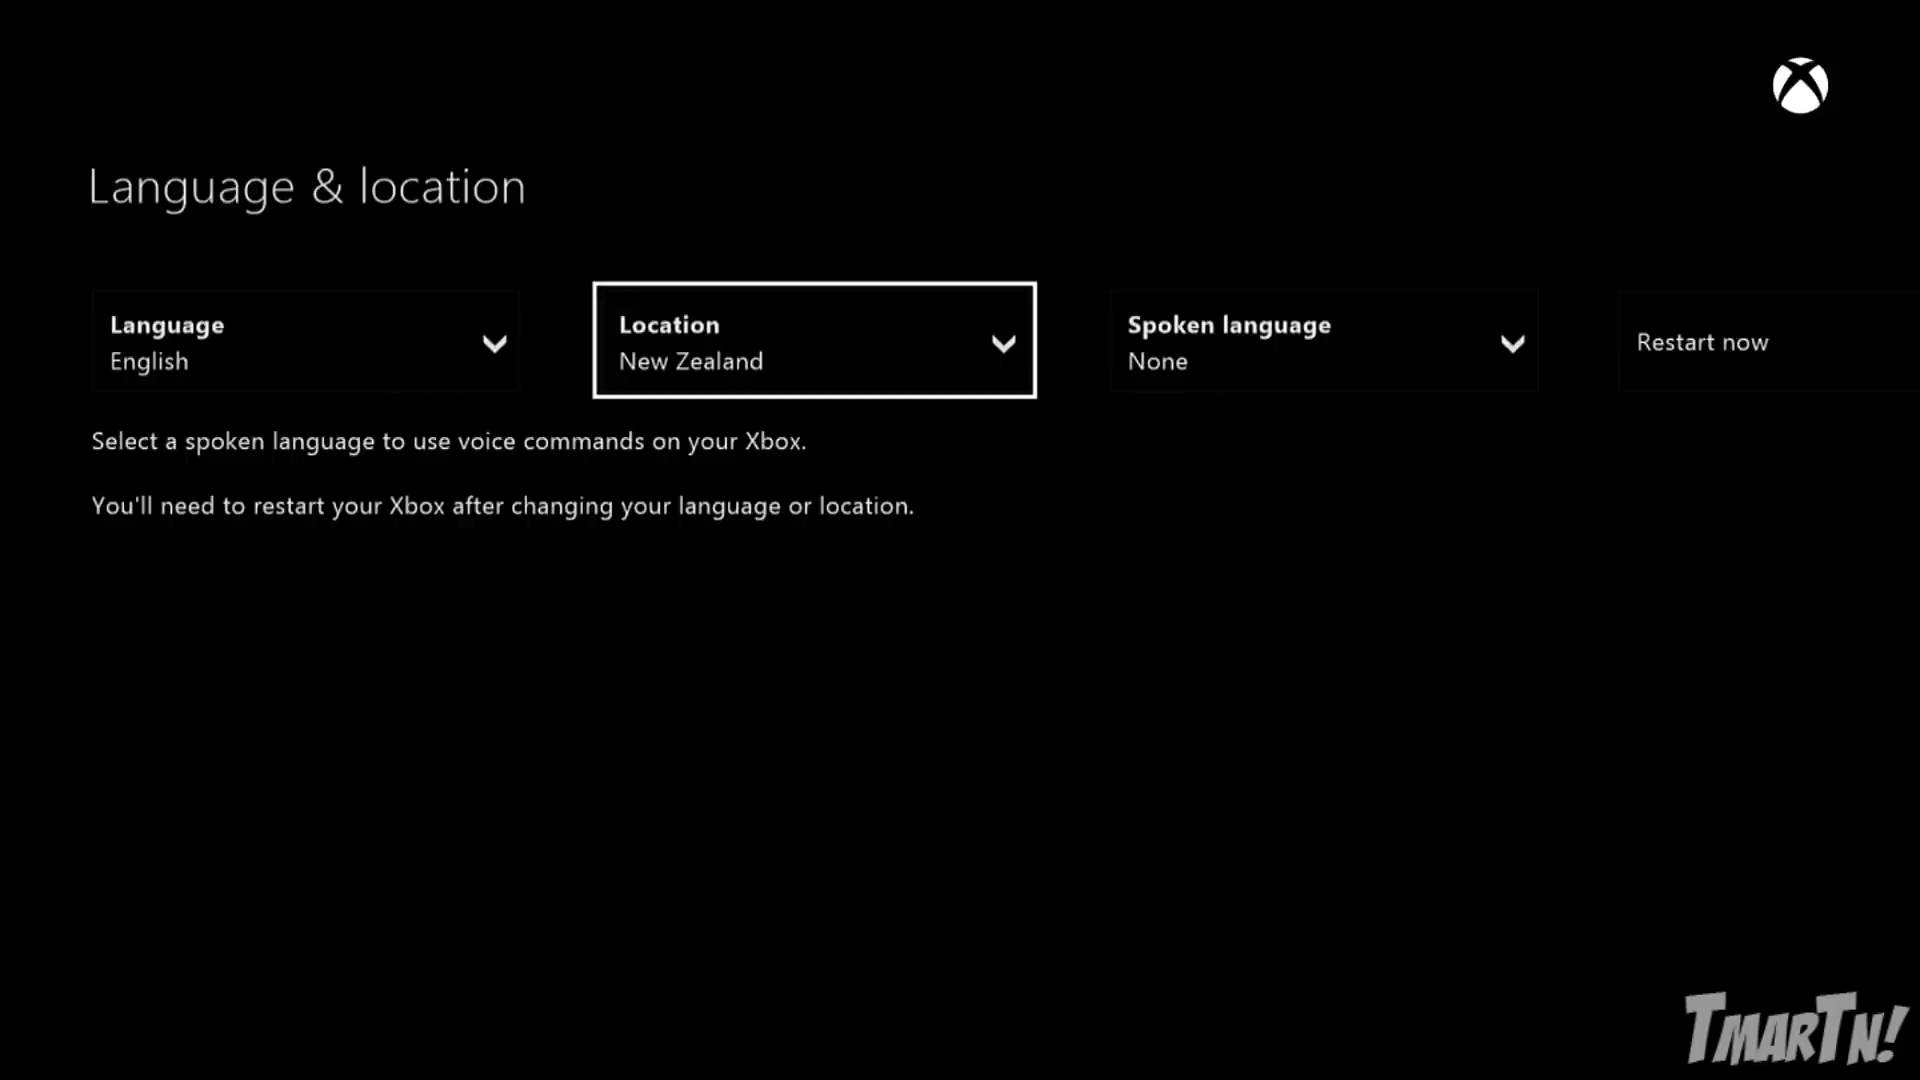 Language & location
Language
English
Location
New Zealand
Spoken language
None
Restart now
Select a spoken language to use voice commands on your Xbox.
You'll need to restart your Xbox after changing your language or location.
TMARTN!